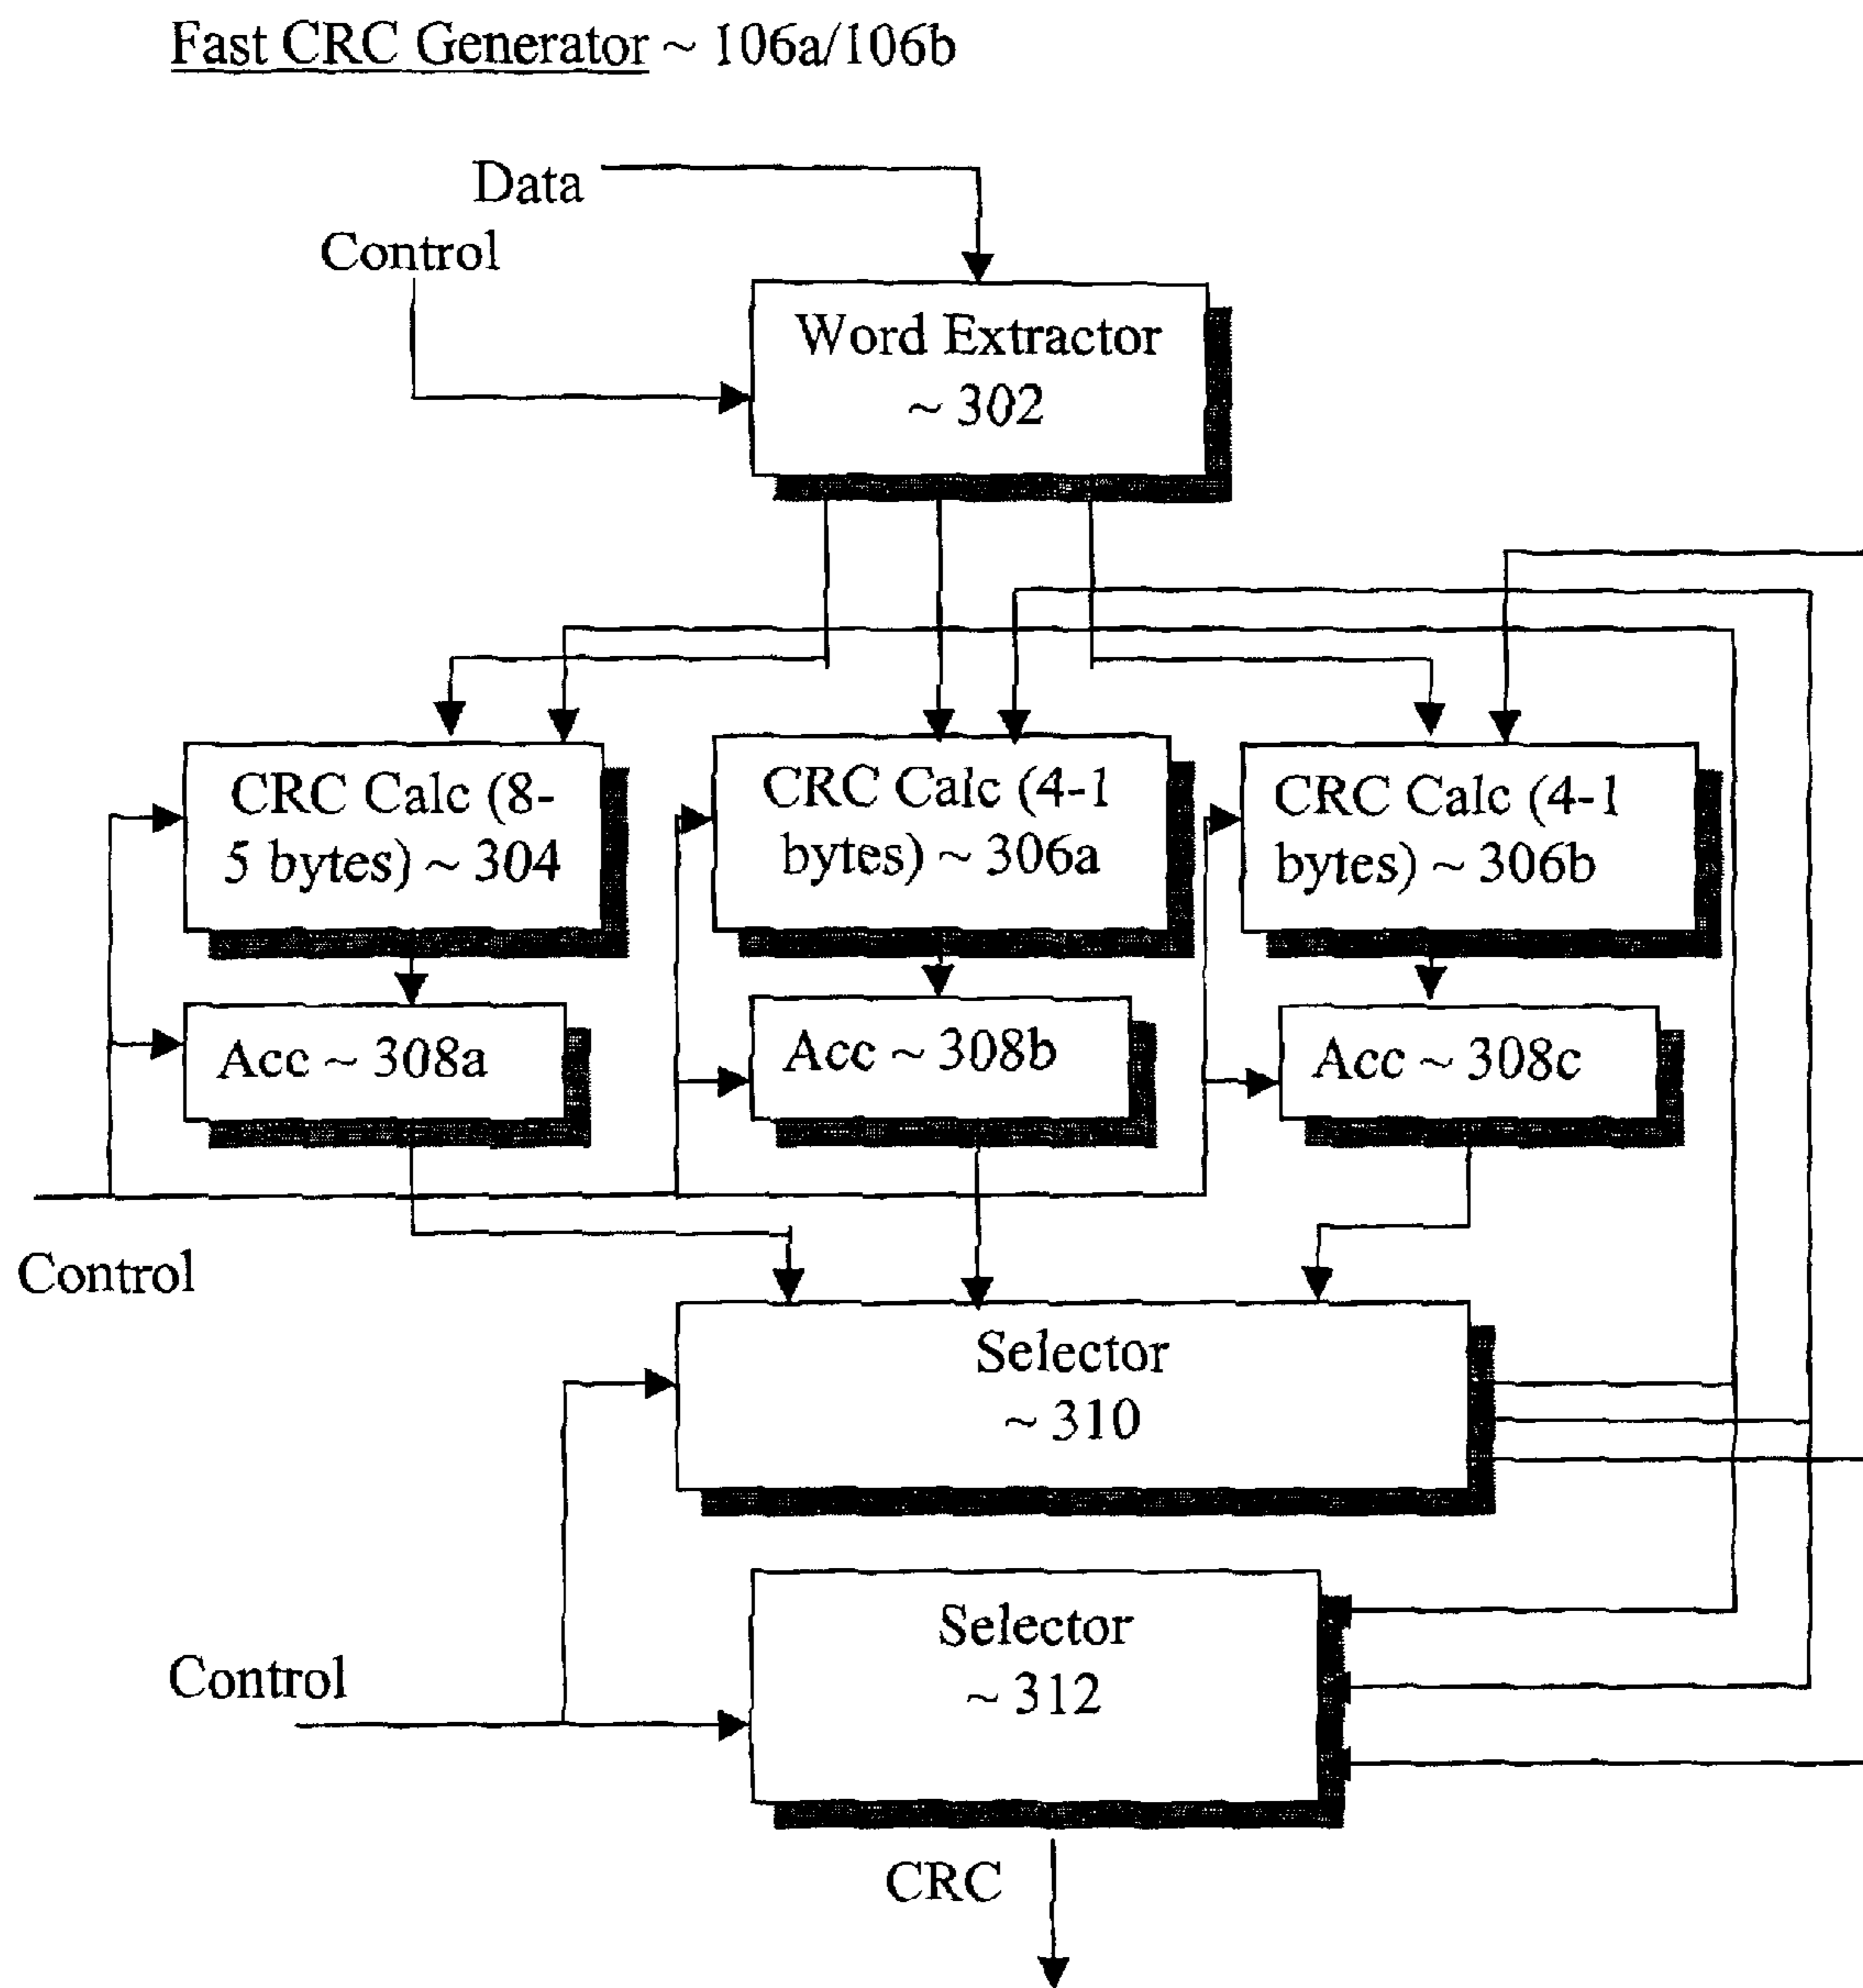 Fast CRC Generator ~ 106a/106b
Data
Control
Word Extractor
~ 302
CRC Calc (8-
5 bytes) ~ 304
CRC Calc (4-1
bytes) ~ 306a
CRC Calc (4-1
bytes) ~ 306b
Acc ~ 308a
Acc ~ 308b
Acc ~ 308c
Control
Selector
~ 310
Selector
~ 312
Control
CRC